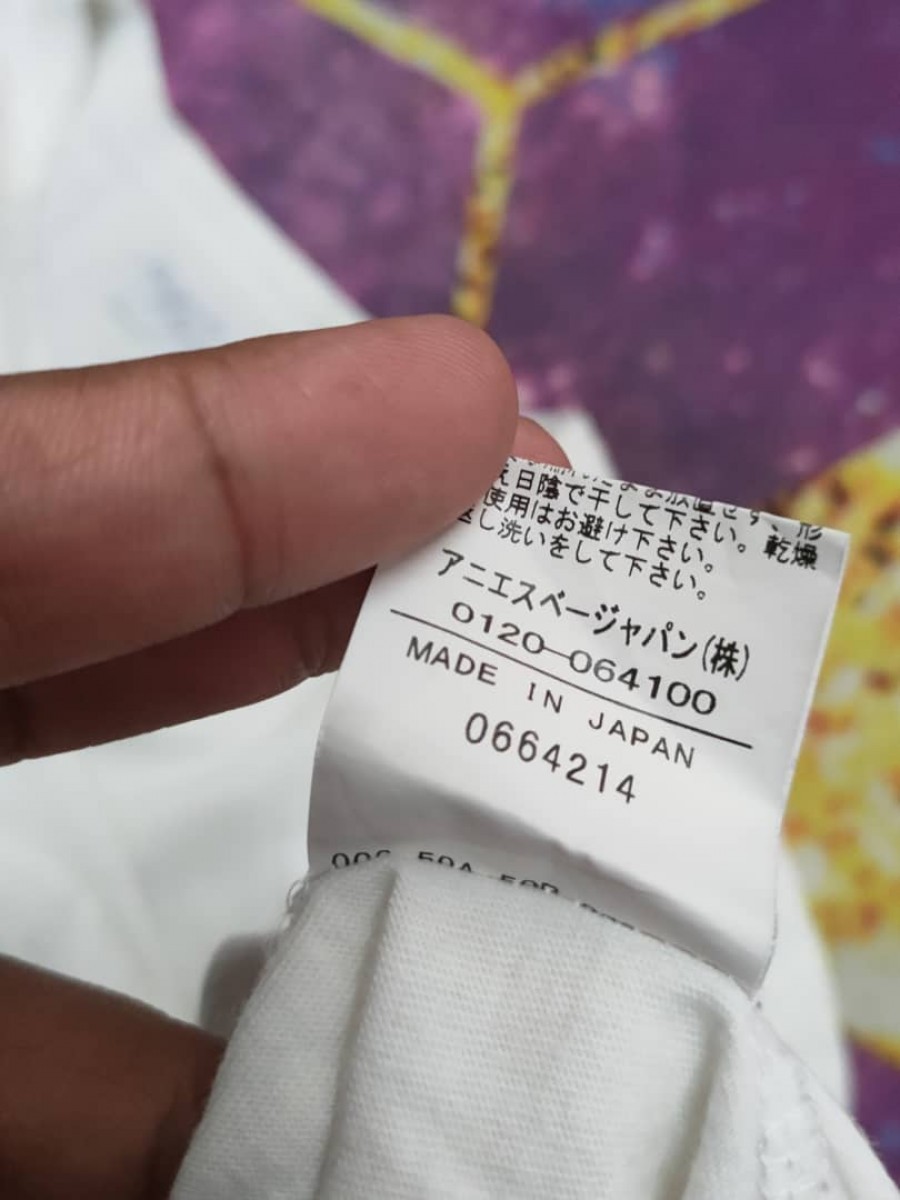 え日陰で干して下さい。乾燥
使用はお避け下さい。
返し洗いをして下さい。
アニエスベージャパン(株)
0120-064100
MADE IN JAPAN
0664214